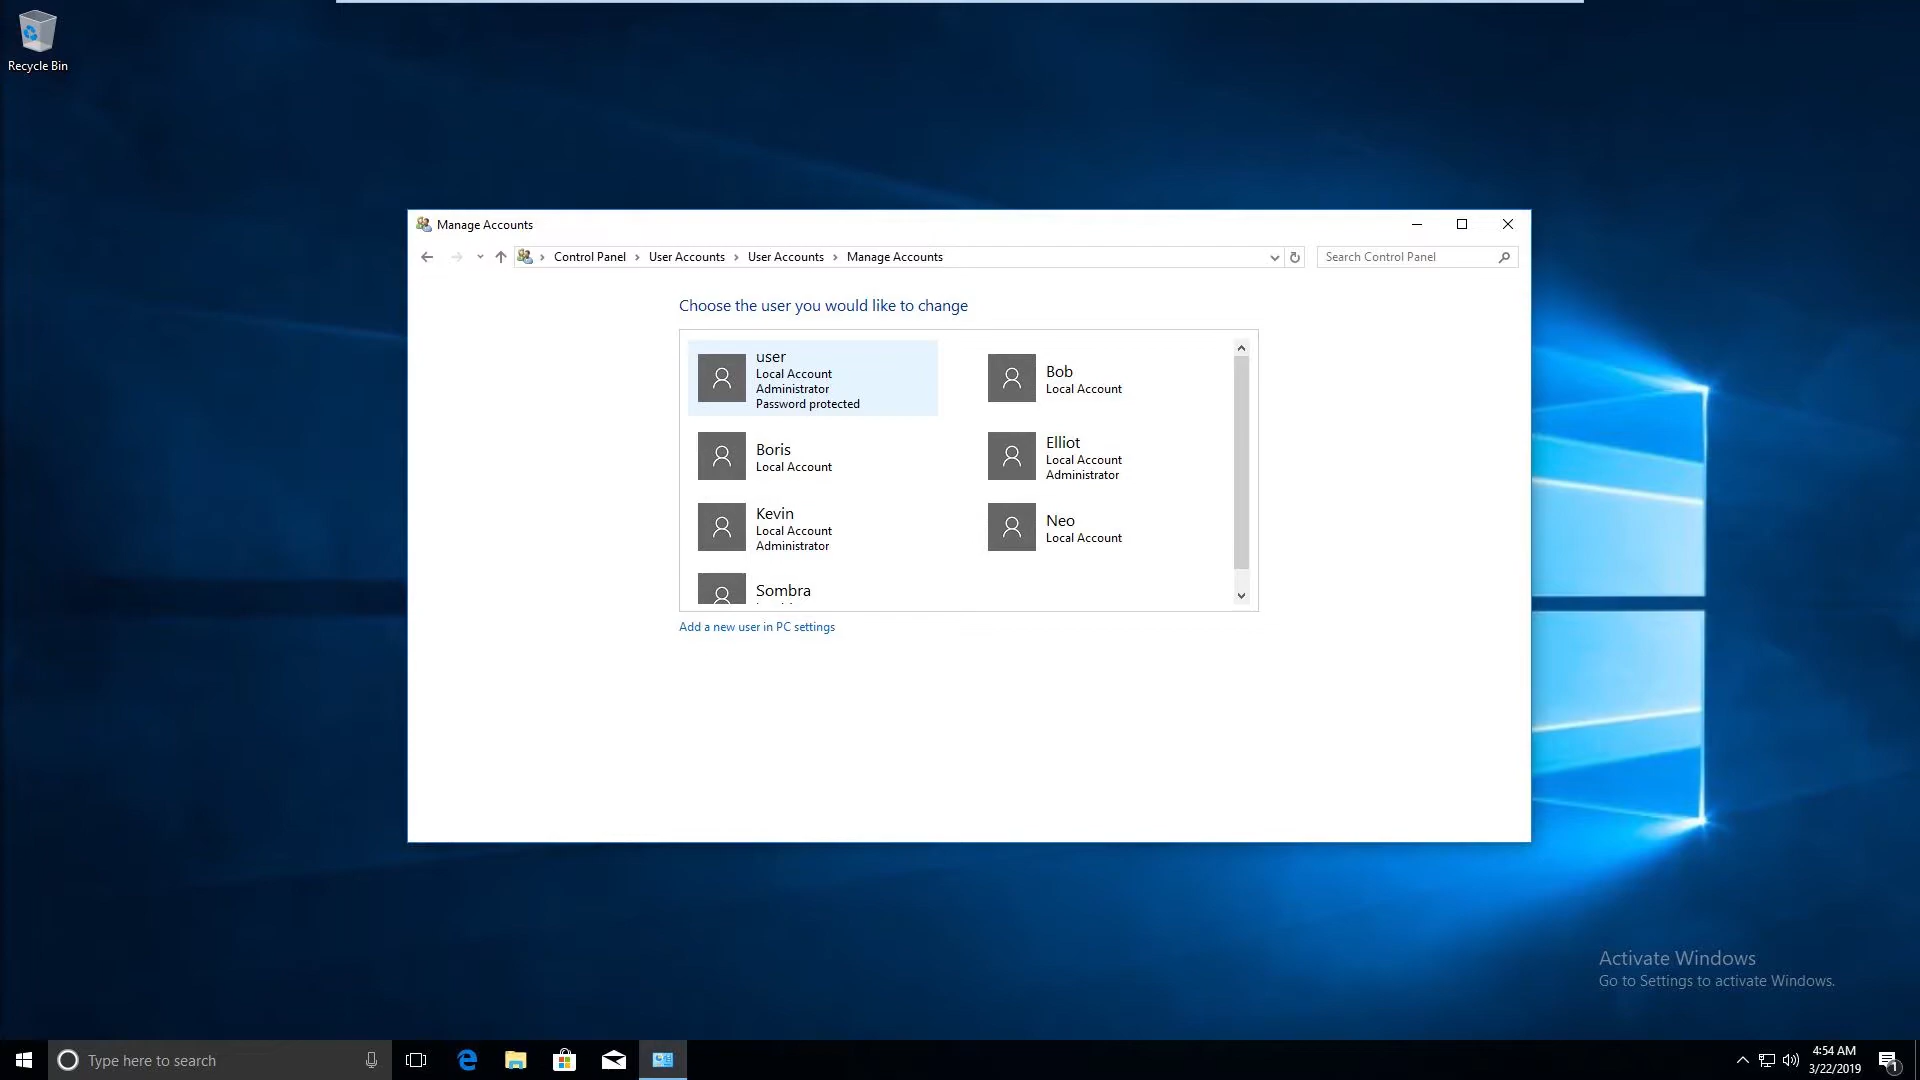 Recycle Bin
Manage Accounts
Control Panel
User Accounts
User Accounts
Manage Accounts
Search Control Panel
Choose the user you would like to change
user
Local Account
Administrator
Password protected
Bob
Local Account
Boris
Local Account
Elliot
Local Account
Administrator
Kevin
Local Account
Administrator
Neo
Local Account
Sombra
Add a new user in PC settings
Activate Windows
Go to Settings to activate Windows.
Type here to search
4:54 AM
3/22/2019
1